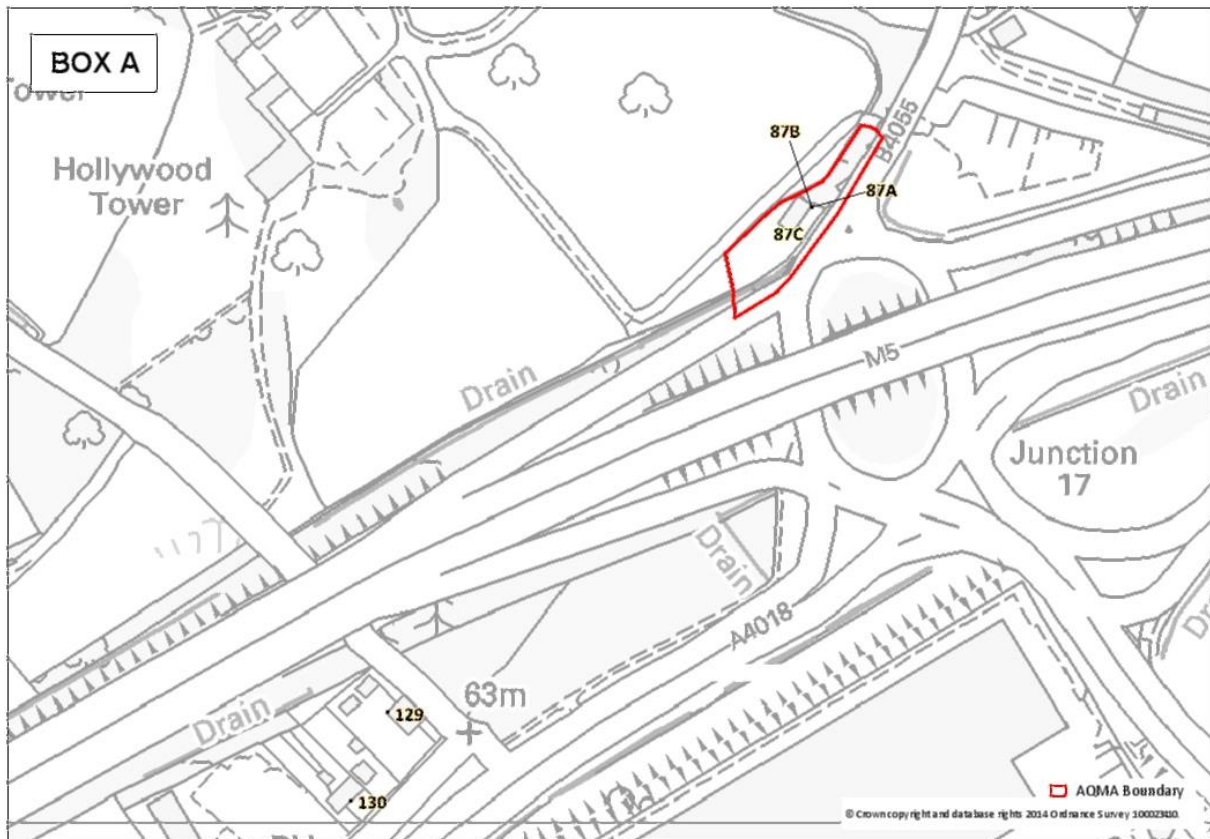 BOX A
Tower
Hollywood
Tower
87B
B4055
87A
87C
M5
Drain
Drain
Junction
17
Drain
A4018
63m
129
Drain
130
AQMA Boundary
© Crown copyright and database rights 2014 Ordnance Survey 100023410.